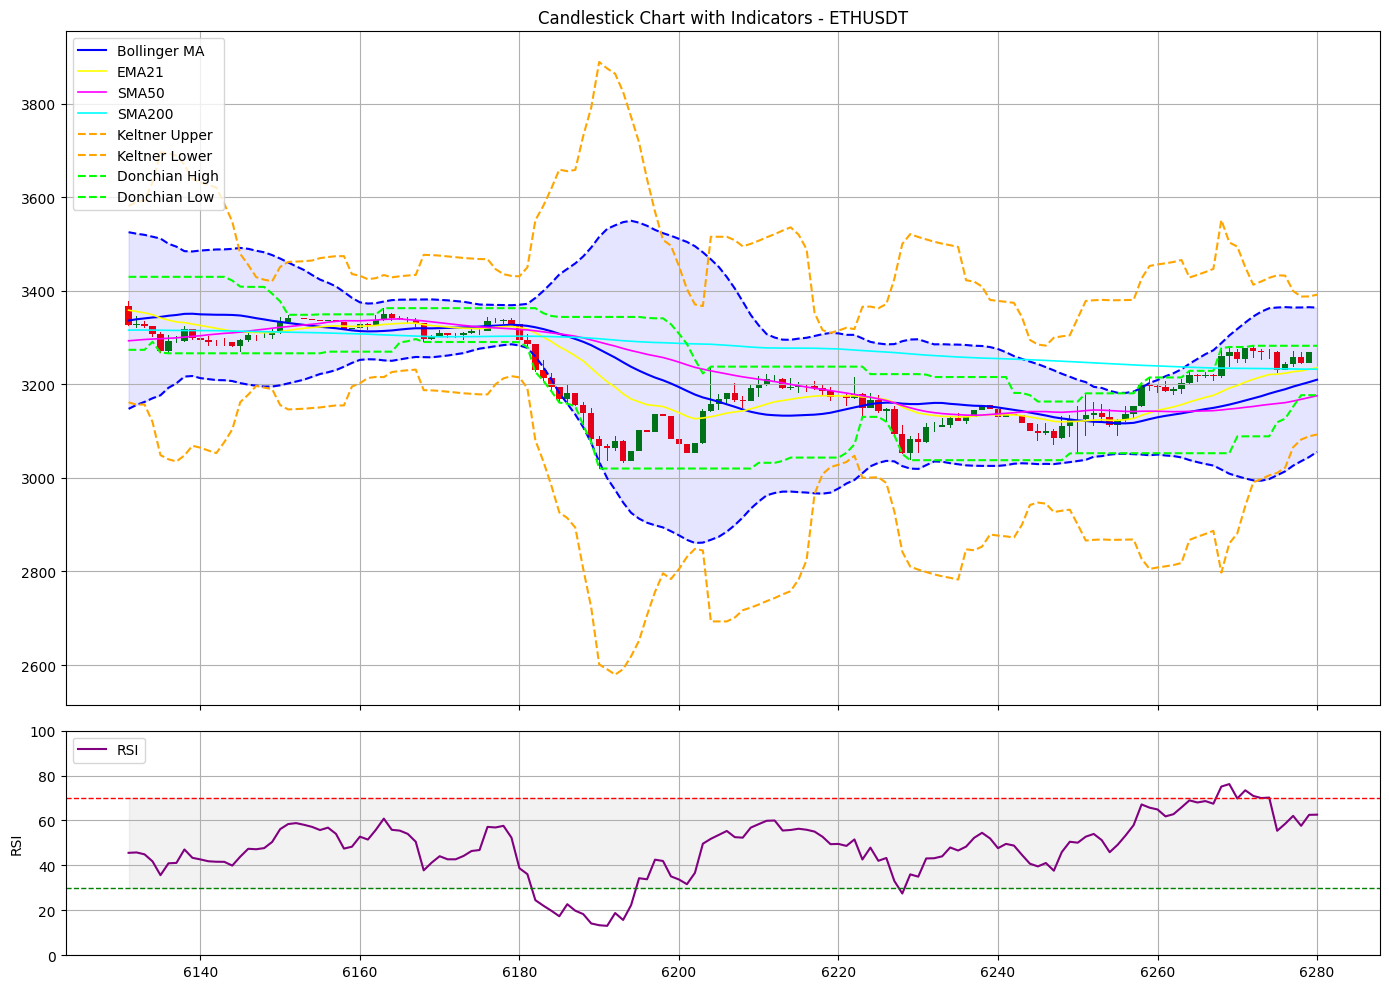 Candlestick Chart with Indicators - ETHUSDT
Bollinger MA
EMA21
SMA50
SMA200
Keltner Upper
Keltner Lower
Donchian High
Donchian Low
3800
3600
3400
3200
3000
2800
2600
RSI
100
80
60
40
20
0
RSI
6140 6160 6180 6200 6220 6240 6260 6280